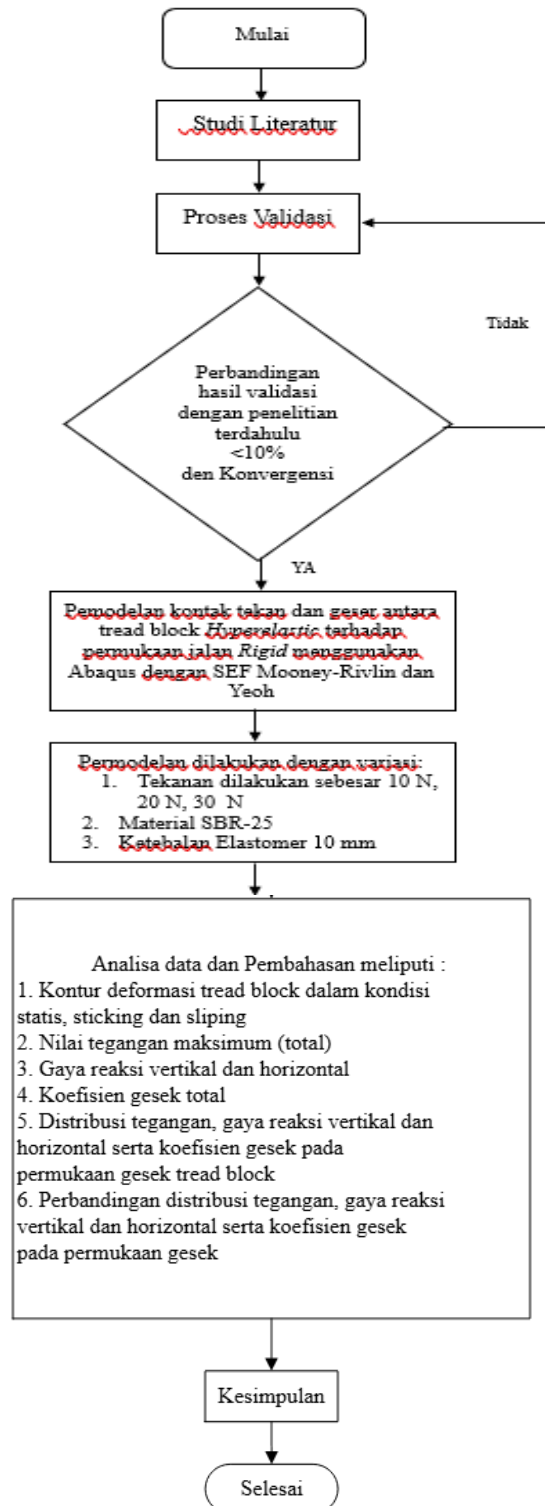 Mulai
Studi Literatur
Proses Validasi
Tidak
Perbandingan
hasil validasi
dengan penelitian
terdahulu
<10%
den Konvergensi
YA
Pemodelan kontak tekan dan geser antara
tread block Hyperelastic terhadap
permukaan jalan Rigid menggunakan
Abaqus dengan SEF Mooney-Rivlin dan
Yeoh
Permodelan dilakukan dengan variasi:
1. Tekanan dilakukan sebesar 10 N,
20 N, 30 N
2. Material SBR-25
3. Ketebalan Elastomer 10 mm
Analisa data dan Pembahasan meliputi :
1. Kontur deformasi tread block dalam kondisi
statis, sticking dan sliping
2. Nilai tegangan maksimum (total)
3. Gaya reaksi vertikal dan horizontal
4. Koefisien gesek total
5. Distribusi tegangan, gaya reaksi vertikal dan
horizontal serta koefisien gesek pada
permukaan gesek tread block
6. Perbandingan distribusi tegangan, gaya reaksi
vertikal dan horizontal serta koefisien gesek
pada permukaan gesek
Kesimpulan
Selesai